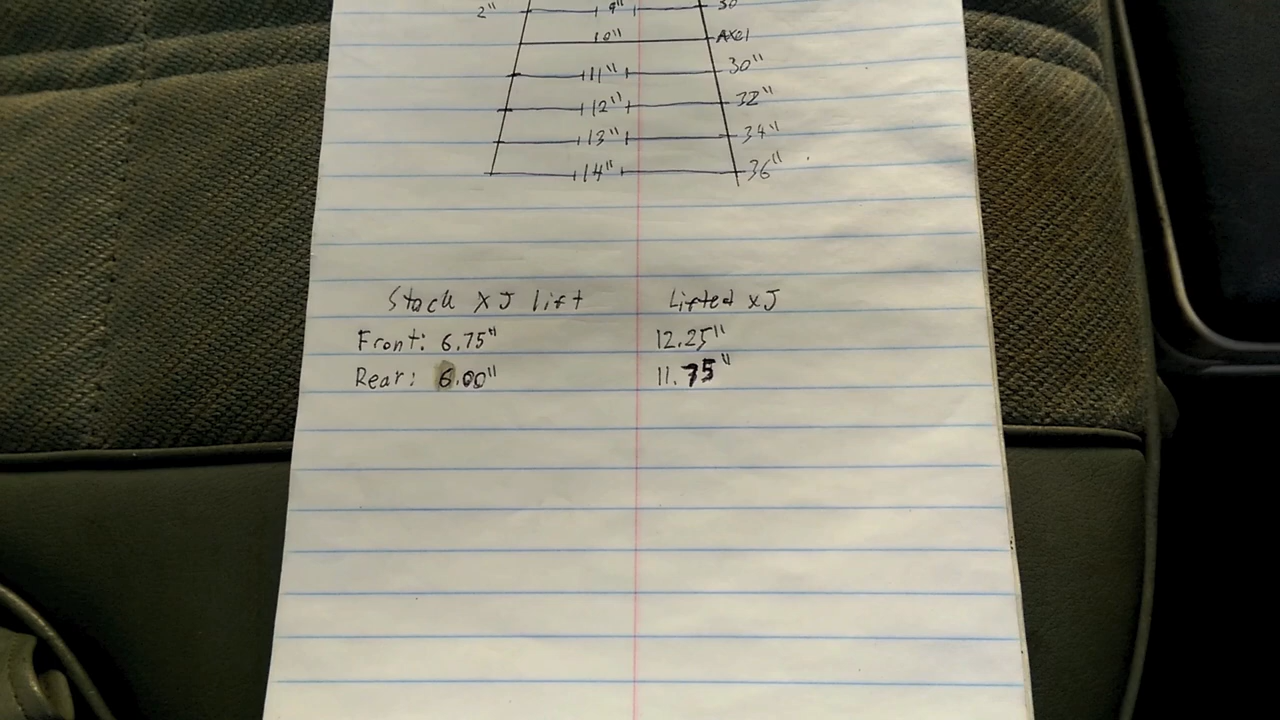 2" 9" 30
10" AXEl
11" 30"
12" 32"
13" 34"
14" 36"
Stock XJ lift Lifted XJ
Front: 6.75" 12.25"
Rear: 6.00" 11.75"